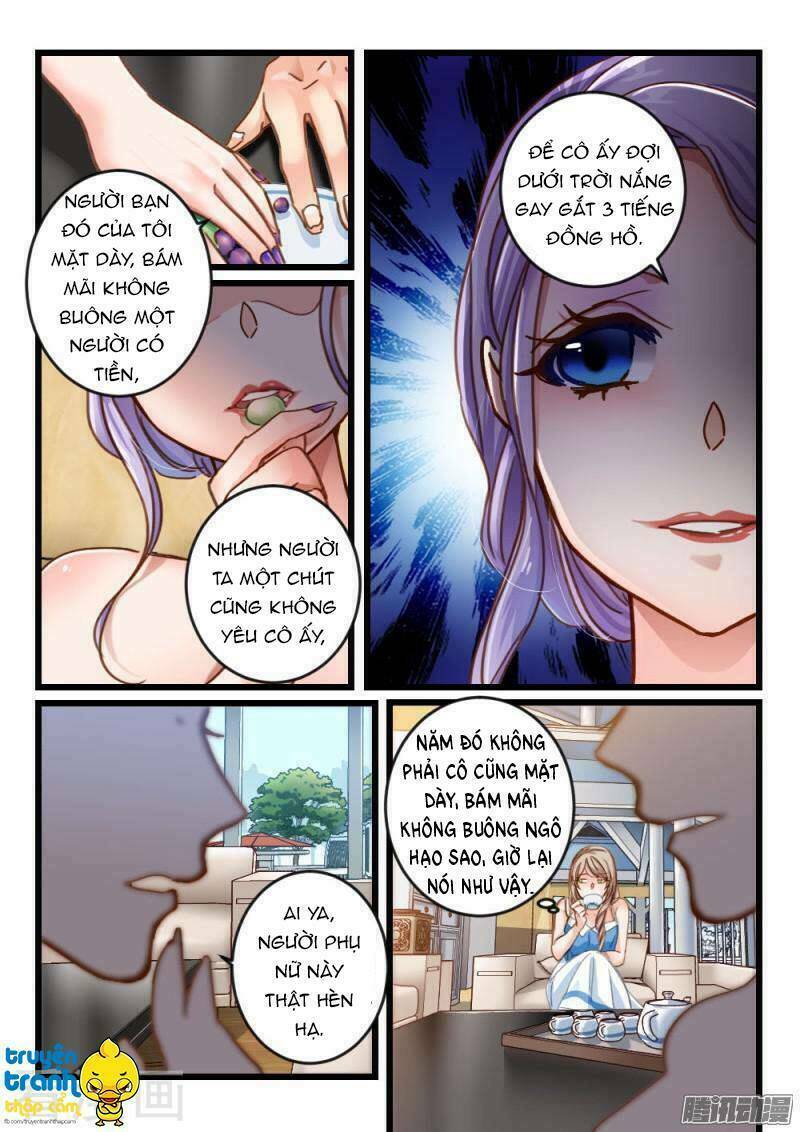 NGƯỜI BẠN
ĐÓ CỦA TÔI
MẶT DÀY, BÁM
MÃI KHÔNG
BUÔNG MỘT
NGƯỜI CÓ
TIỀN,
NHƯNG NGƯỜI
TA MỘT CHÚT
CŨNG KHÔNG
YÊU CÔ ẤY,
ĐỂ CÔ ẤY ĐỢI
DƯỚI TRỜI NẮNG
GAY GẮT 3 TIẾNG
ĐỒNG HỒ.
AI YA,
NGƯỜI PHỤ
NỮ NÀY
THẬT HÈN
HẠ.
NĂM ĐÓ KHÔNG
PHẢI CÔ CŨNG MẶT
DÀY, BÁM MÃI
KHÔNG BUÔNG NGÔ
HẠO SAO, GIỜ LẠI
NÓI NHƯ VẬY.
truyện
tranh
thập cẩm
fb.com/truyentranhthapcam
腾讯动漫